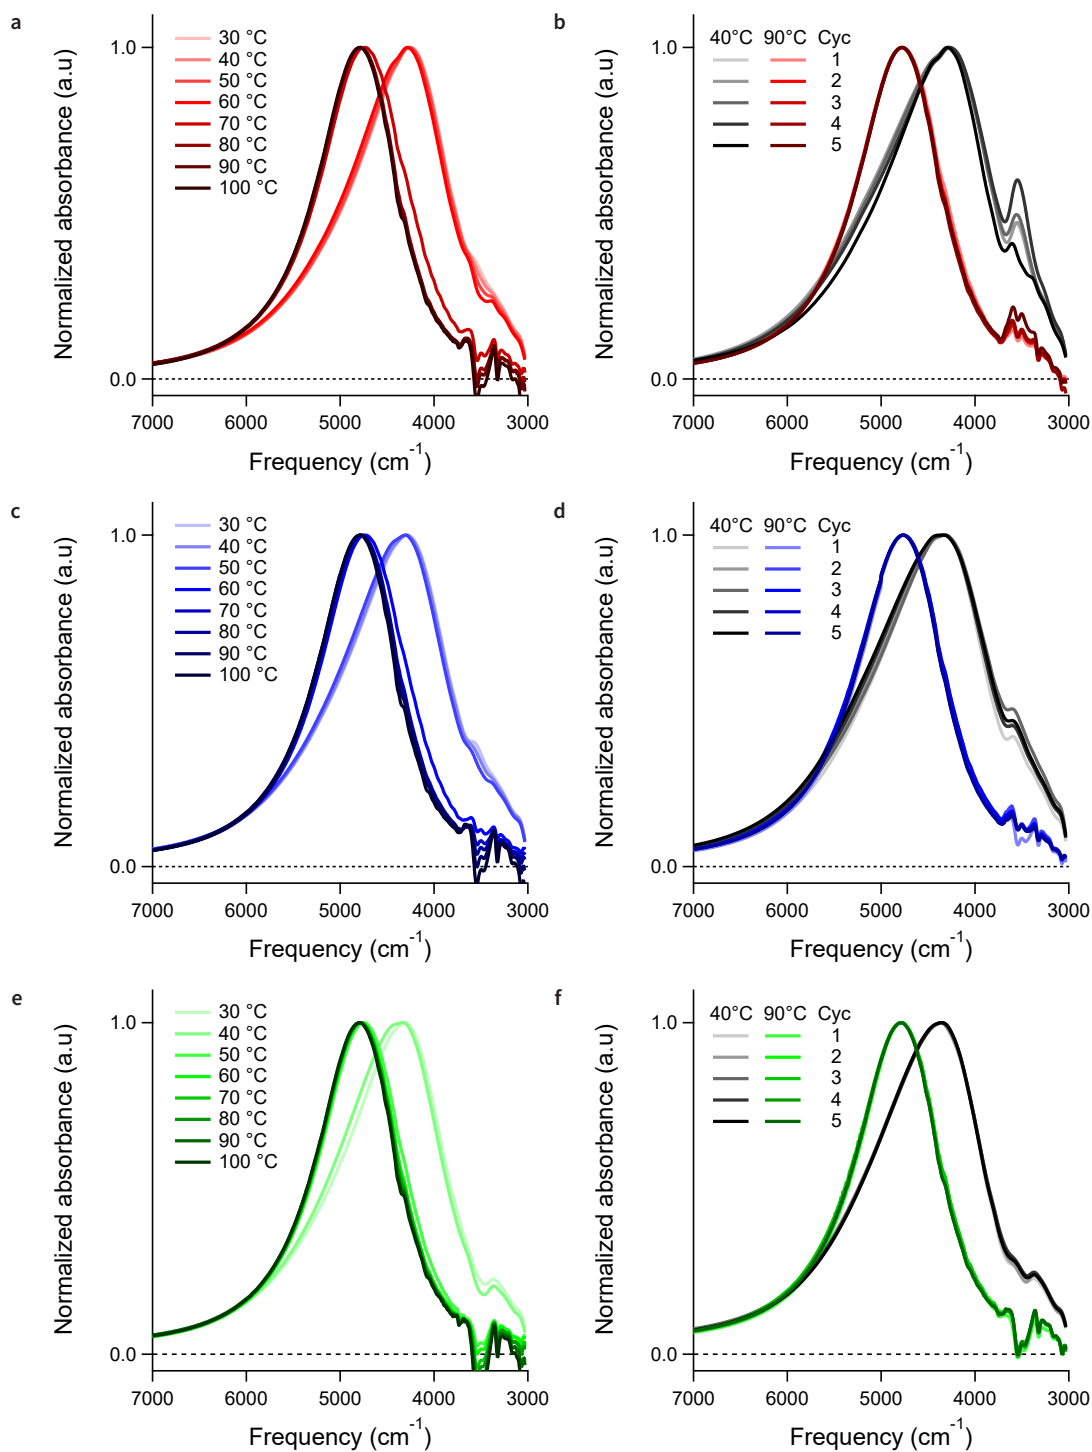 a
Normalized absorbance (a.u)
1.0
0.0
30 °C
40 °C
50 °C
60 °C
70 °C
80 °C
90 °C
100 °C
7000 6000 5000 4000 3000
Frequency (cm⁻¹)
b
Normalized absorbance (a.u)
1.0
0.0
40°C 90°C Cyc
1
2
3
4
5
7000 6000 5000 4000 3000
Frequency (cm⁻¹)
c
Normalized absorbance (a.u)
1.0
0.0
30 °C
40 °C
50 °C
60 °C
70 °C
80 °C
90 °C
100 °C
7000 6000 5000 4000 3000
Frequency (cm⁻¹)
d
Normalized absorbance (a.u)
1.0
0.0
40°C 90°C Cyc
1
2
3
4
5
7000 6000 5000 4000 3000
Frequency (cm⁻¹)
e
Normalized absorbance (a.u)
1.0
0.0
30 °C
40 °C
50 °C
60 °C
70 °C
80 °C
90 °C
100 °C
7000 6000 5000 4000 3000
Frequency (cm⁻¹)
f
Normalized absorbance (a.u)
1.0
0.0
40°C 90°C Cyc
1
2
3
4
5
7000 6000 5000 4000 3000
Frequency (cm⁻¹)